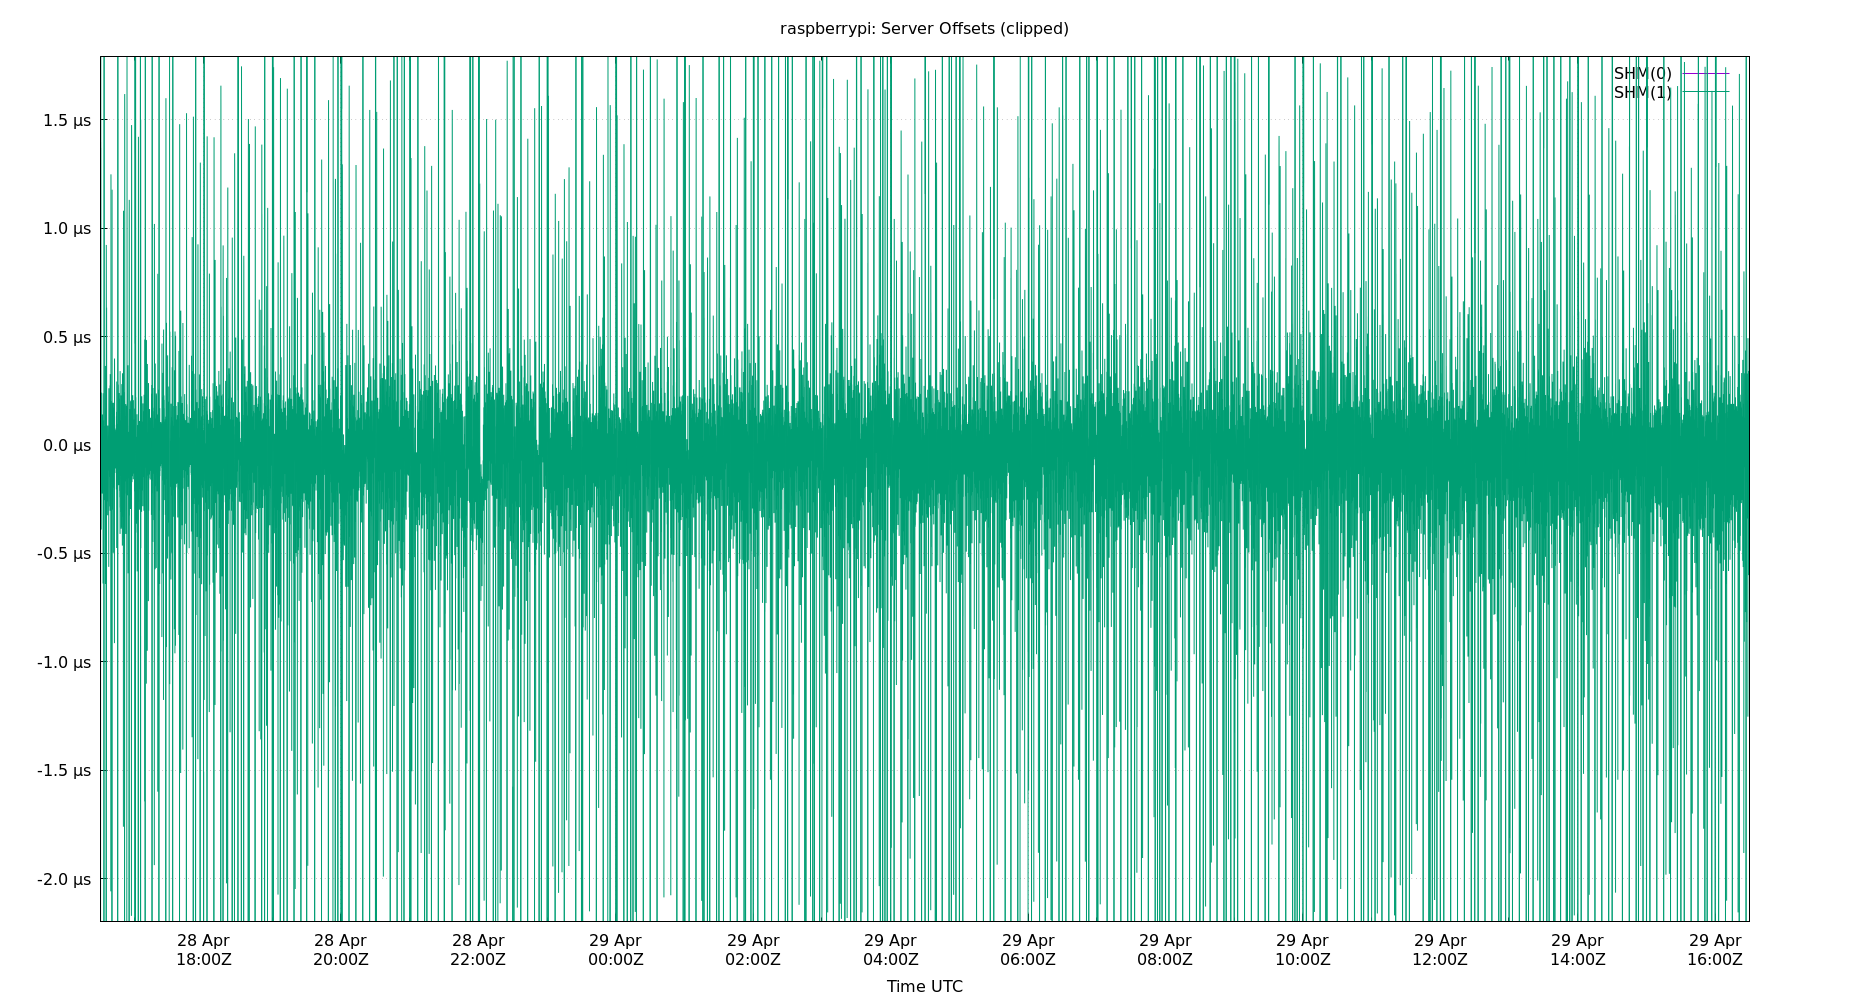 raspberrypi: Server Offsets (clipped)
SHM(0)
SHM(1)
1.5 µs
1.0 µs
0.5 µs
0.0 µs
-0.5 µs
-1.0 µs
-1.5 µs
-2.0 µs
28 Apr 28 Apr 28 Apr 29 Apr 29 Apr 29 Apr 29 Apr 29 Apr 29 Apr 29 Apr 29 Apr 29 Apr
18:00Z 20:00Z 22:00Z 00:00Z 02:00Z 04:00Z 06:00Z 08:00Z 10:00Z 12:00Z 14:00Z 16:00Z
Time UTC